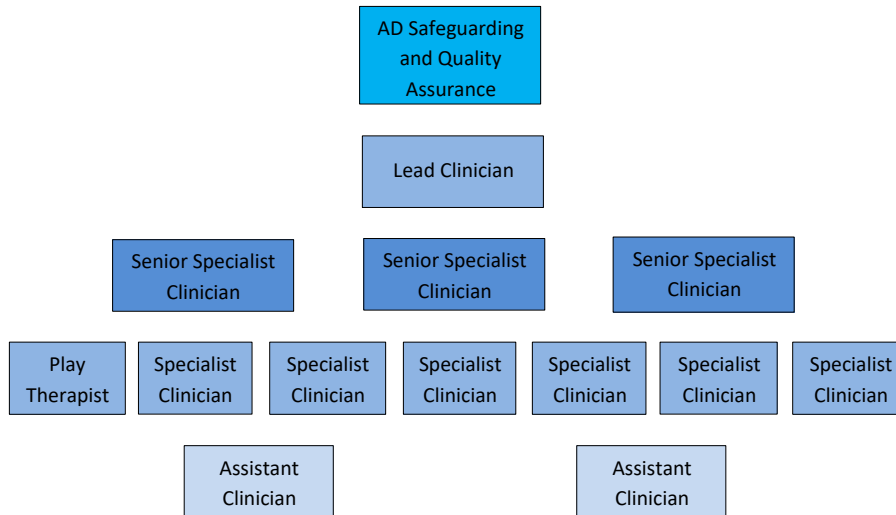 AD Safeguarding
and Quality
Assurance
Lead Clinician
Senior Specialist
Clinician
Senior Specialist
Clinician
Senior Specialist
Clinician
Play
Therapist
Specialist
Clinician
Specialist
Clinician
Specialist
Clinician
Specialist
Clinician
Specialist
Clinician
Specialist
Clinician
Assistant
Clinician
Assistant
Clinician